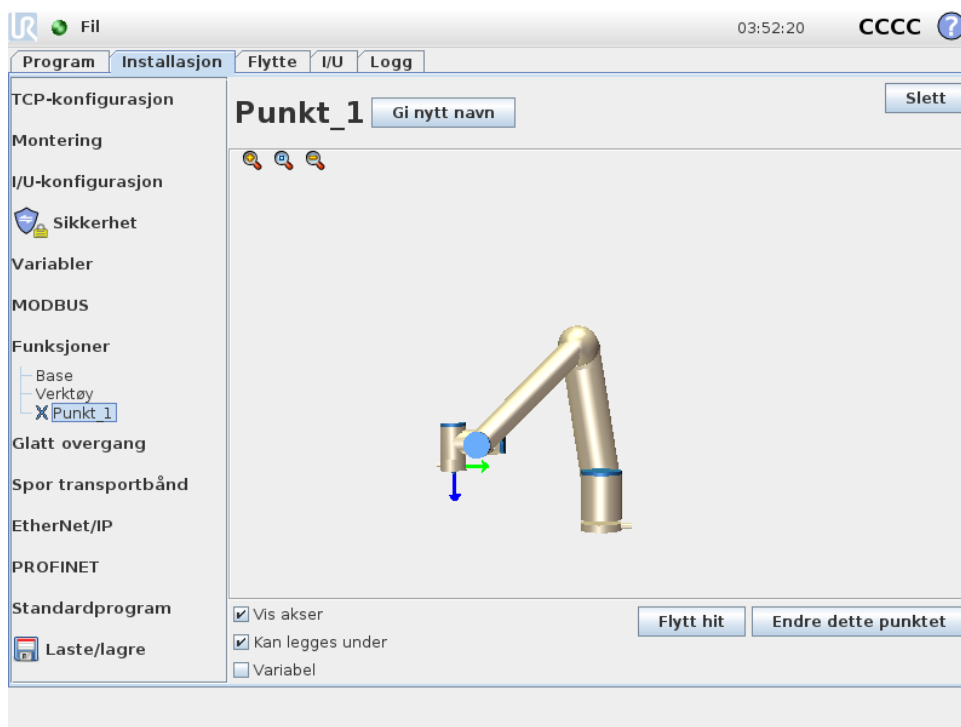 UR Fil 03:52:20 CCCC ?
Program Installasjon Flytte I/U Logg
TCP-konfigurasjon
Montering
I/U-konfigurasjon
Sikkerhet
Variabler
MODBUS
Funksjoner
Base
Verktøy
Punkt_1
Glatt overgang
Spor transportbånd
EtherNet/IP
PROFINET
Standardprogram
Laste/lagre
Punkt_1 Gi nytt navn Slett
Vis akser
Kan legges under
Variabel
Flytt hit Endre dette punktet